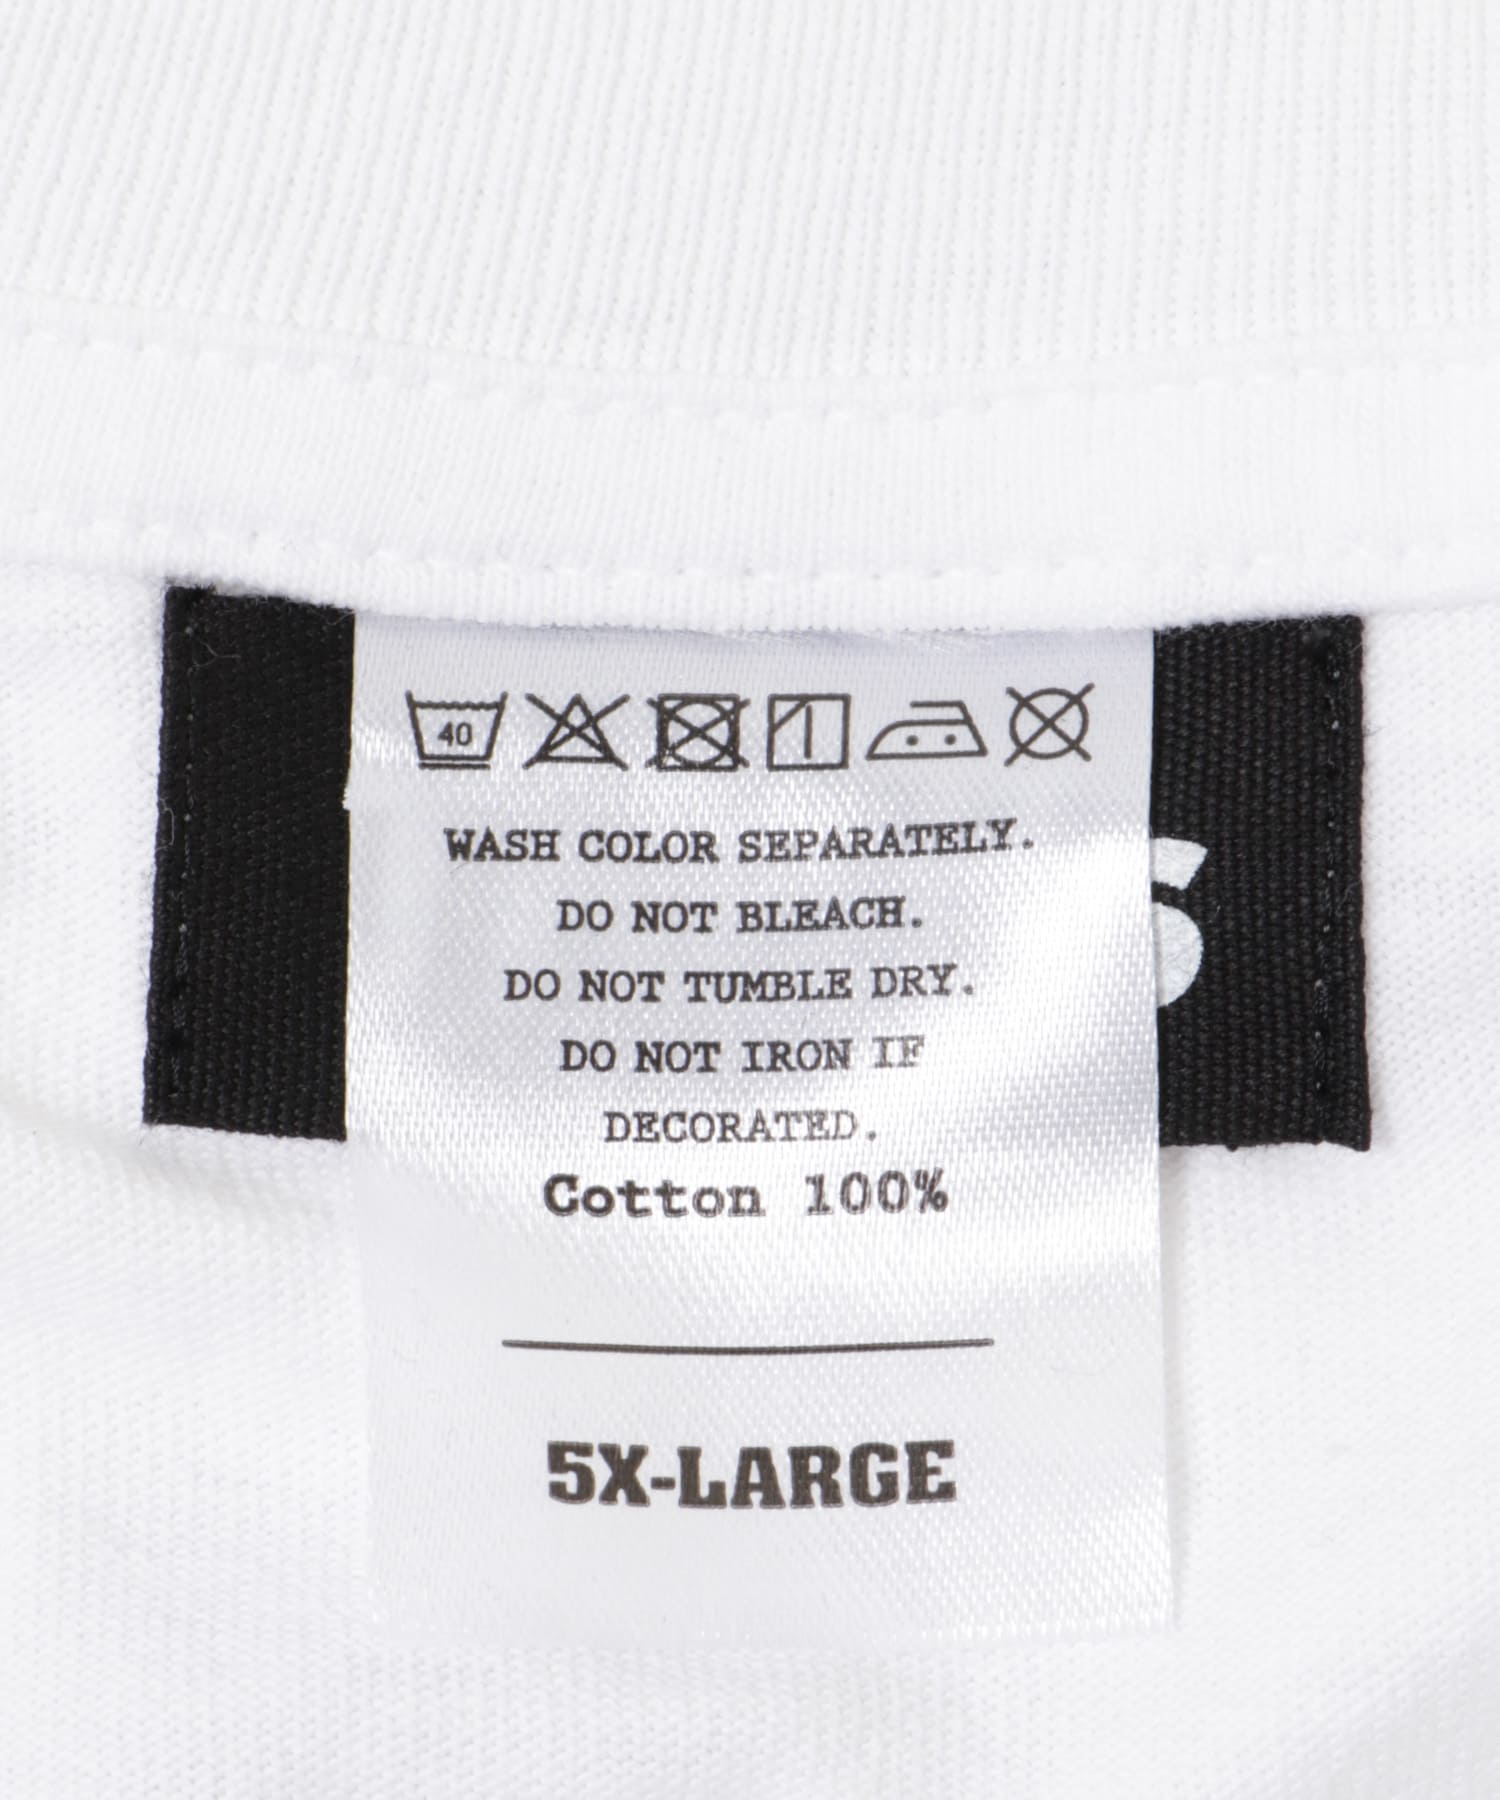 40
WASH COLOR SEPARATELY.
DO NOT BLEACH.
DO NOT TUMBLE DRY.
DO NOT IRON IF
DECORATED.
Cotton 100%
5X-LARGE